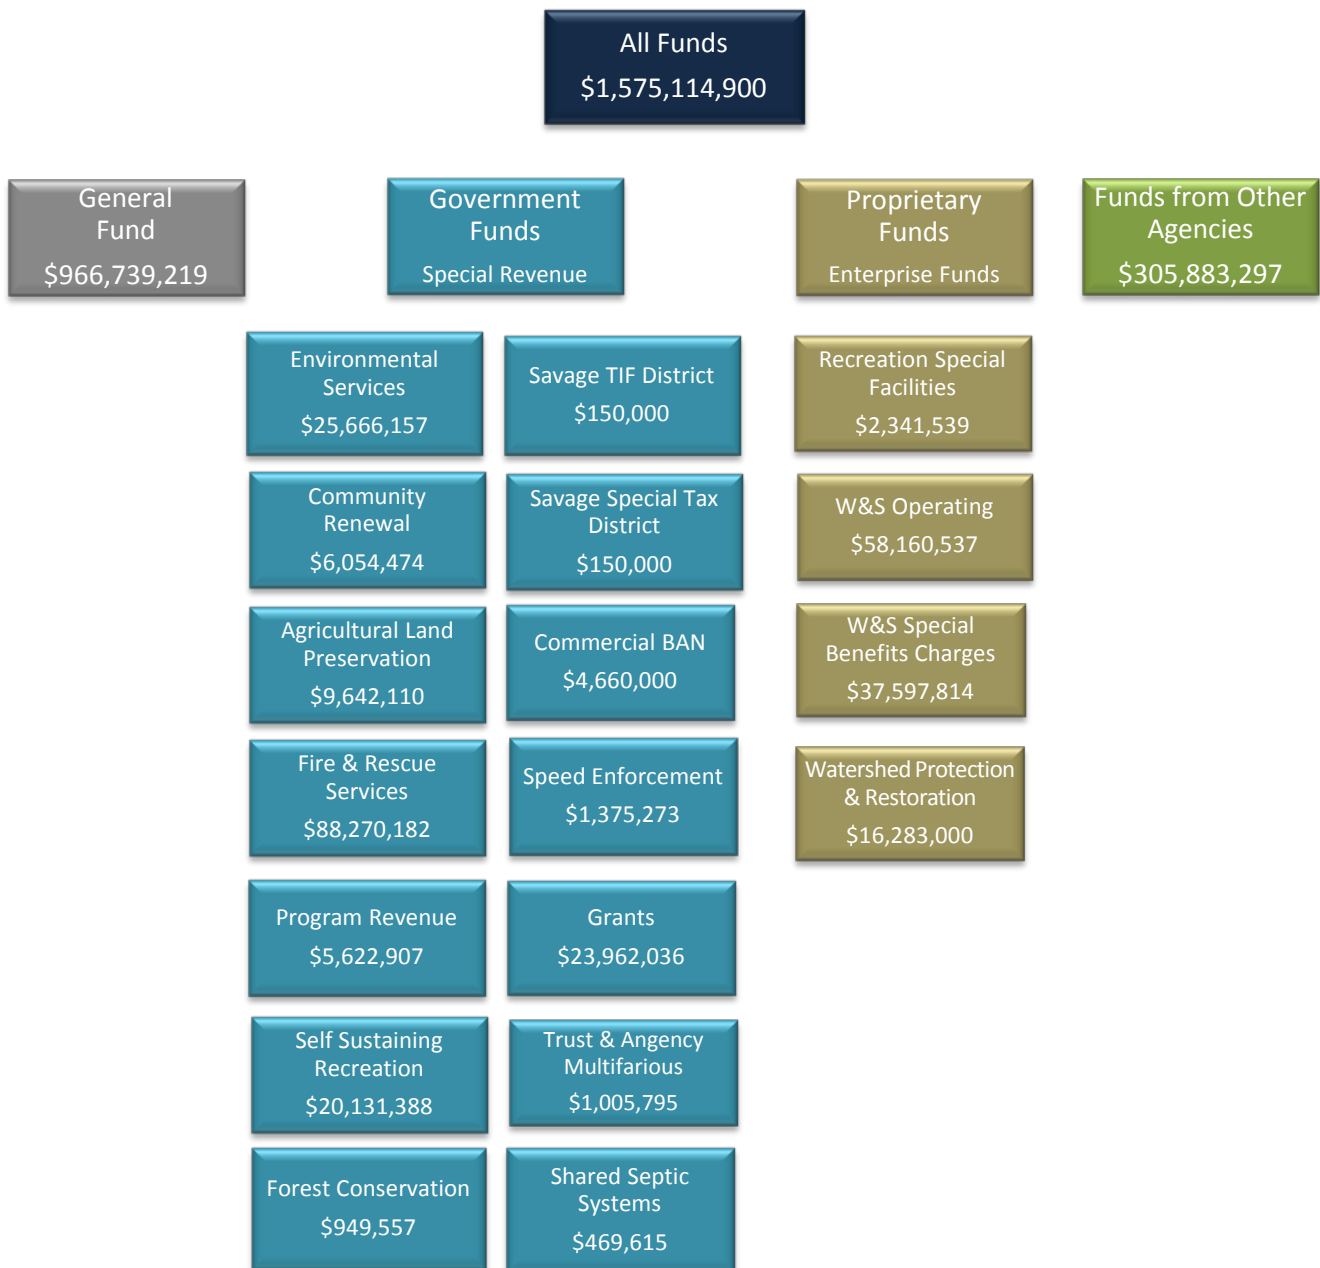 All Funds
$1,575,114,900
General
Fund
$966,739,219
Government
Funds
Special Revenue
Proprietary
Funds
Enterprise Funds
Funds from Other
Agencies
$305,883,297
Environmental
Services
$25,666,157
Savage TIF District
$150,000
Recreation Special
Facilities
$2,341,539
Community
Renewal
$6,054,474
Savage Special Tax
District
$150,000
W&S Operating
$58,160,537
Agricultural Land
Preservation
$9,642,110
Commercial BAN
$4,660,000
W&S Special
Benefits Charges
$37,597,814
Fire & Rescue
Services
$88,270,182
Speed Enforcement
$1,375,273
Watershed Protection
& Restoration
$16,283,000
Program Revenue
$5,622,907
Grants
$23,962,036
Self Sustaining
Recreation
$20,131,388
Trust & Angency
Multifarious
$1,005,795
Forest Conservation
$949,557
Shared Septic
Systems
$469,615